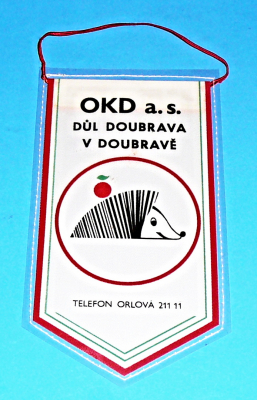 OKD a.s.
DŮL DOUBRAVA
V DOUBRAVĚ
TELEFON ORLOVÁ 211 11